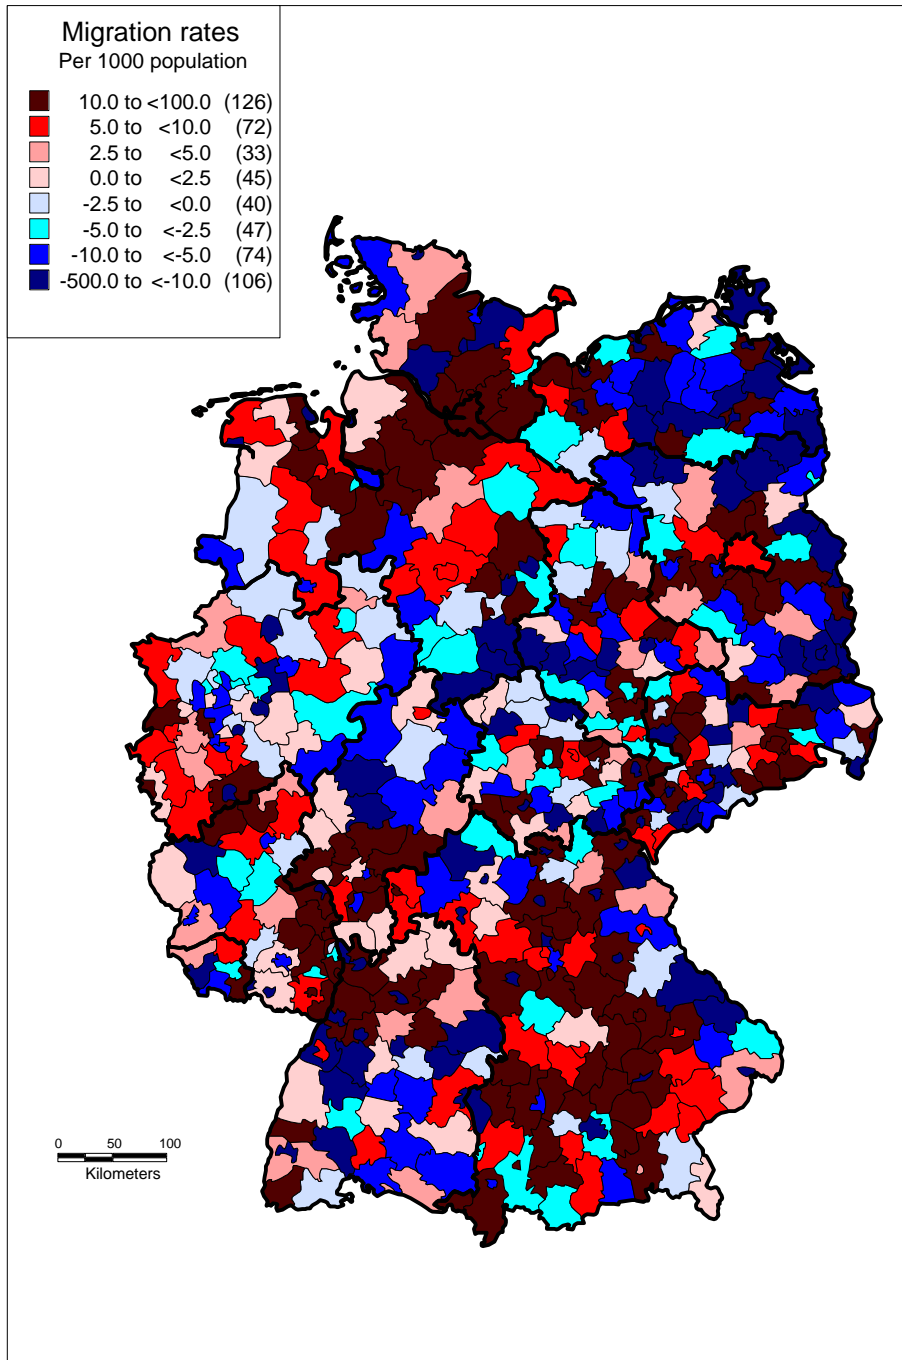 Migration rates
Per 1000 population
10.0 to <100.0 (126)
5.0 to <10.0 (72)
2.5 to <5.0 (33)
0.0 to <2.5 (45)
-2.5 to <0.0 (40)
-5.0 to <-2.5 (47)
-10.0 to <-5.0 (74)
-500.0 to <-10.0 (106)
0 50 100
Kilometers